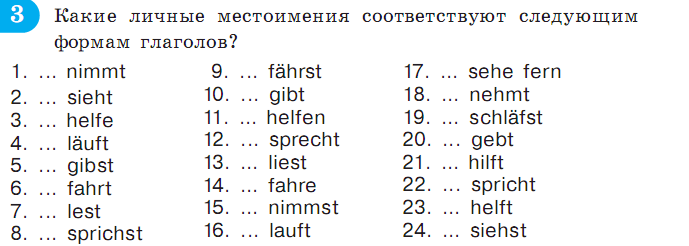 3 Какие личные местоимения соответствуют следующим
формам глаголов?
1. ... nimmt
2. ... sieht
3. ... helfe
4. ... läuft
5. ... gibst
6. ... fahrt
7. ... lest
8. ... sprichst
9. ... fährst
10. ... gibt
11. ... helfen
12. ... sprecht
13. ... liest
14. ... fahre
15. ... nimmst
16. ... lauft
17. ... sehe fern
18. ... nehmt
19. ... schläfst
20. ... gebt
21. ... hilft
22. ... spricht
23. ... helft
24. ... siehst